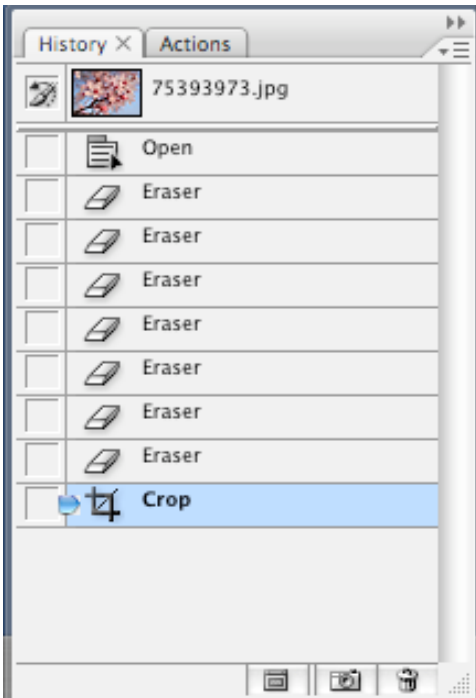 History × Actions
75393973.jpg
Open
Eraser
Eraser
Eraser
Eraser
Eraser
Eraser
Eraser
Crop